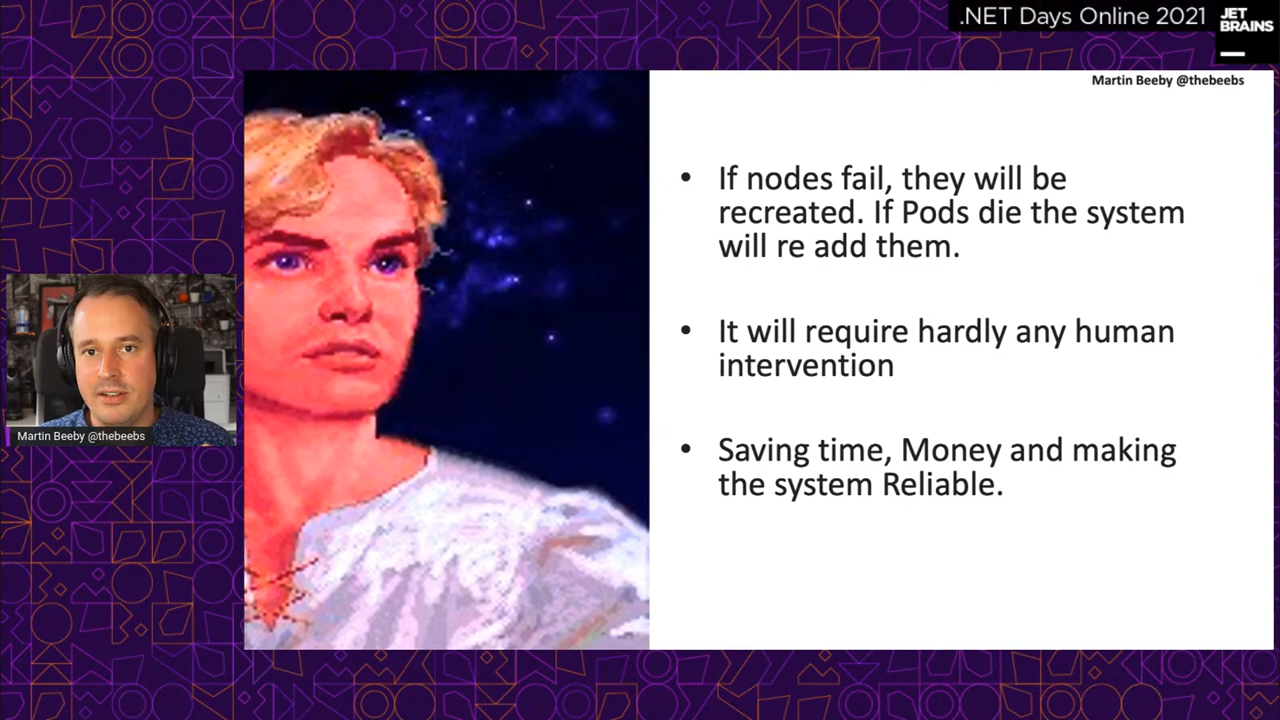 .NET Days Online 2021
JET
BRAINS
Martin Beeby @thebeebs
• If nodes fail, they will be
recreated. If Pods die the system
will re add them.
• It will require hardly any human
intervention
• Saving time, Money and making
the system Reliable.
Martin Beeby @thebeebs